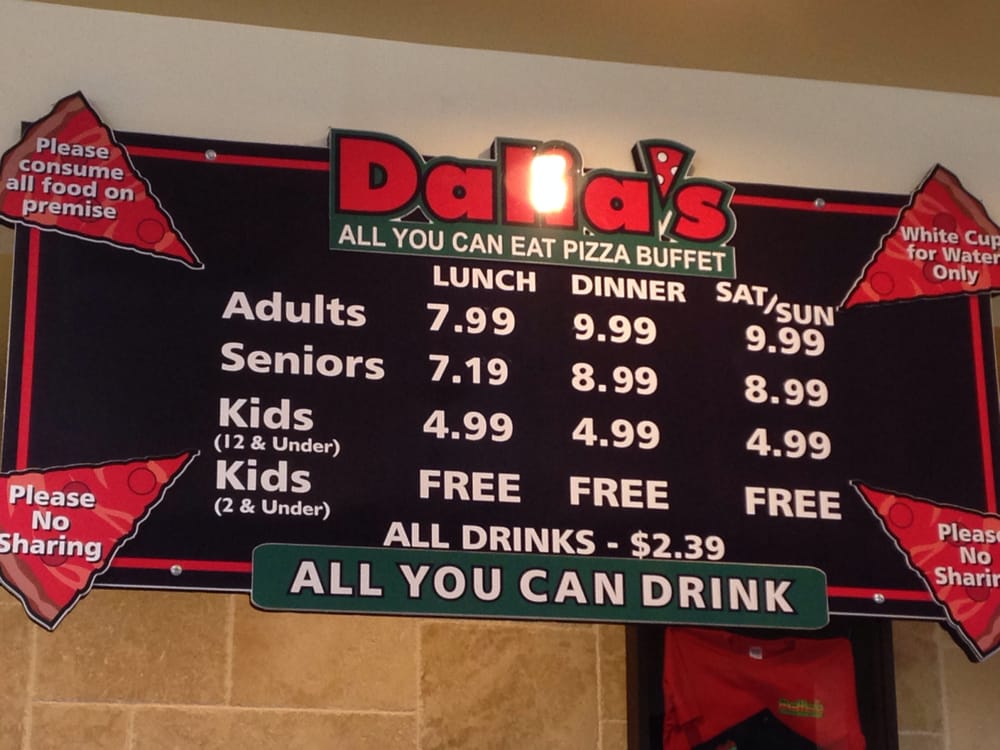 Please
consume
all food on
premise
ALL YOU CAN EAT PIZZA BUFFET
White Cup
for Water
Only
LUNCH DINNER SAT/SUN
Adults 7.99 9.99 9.99
Seniors 7.19 8.99 8.99
Kids 4.99 4.99 4.99
(12 & Under)
Kids FREE FREE FREE
(2 & Under)
Please
No
Sharing
Please
No
Sharin
ALL DRINKS - $2.39
ALL YOU CAN DRINK